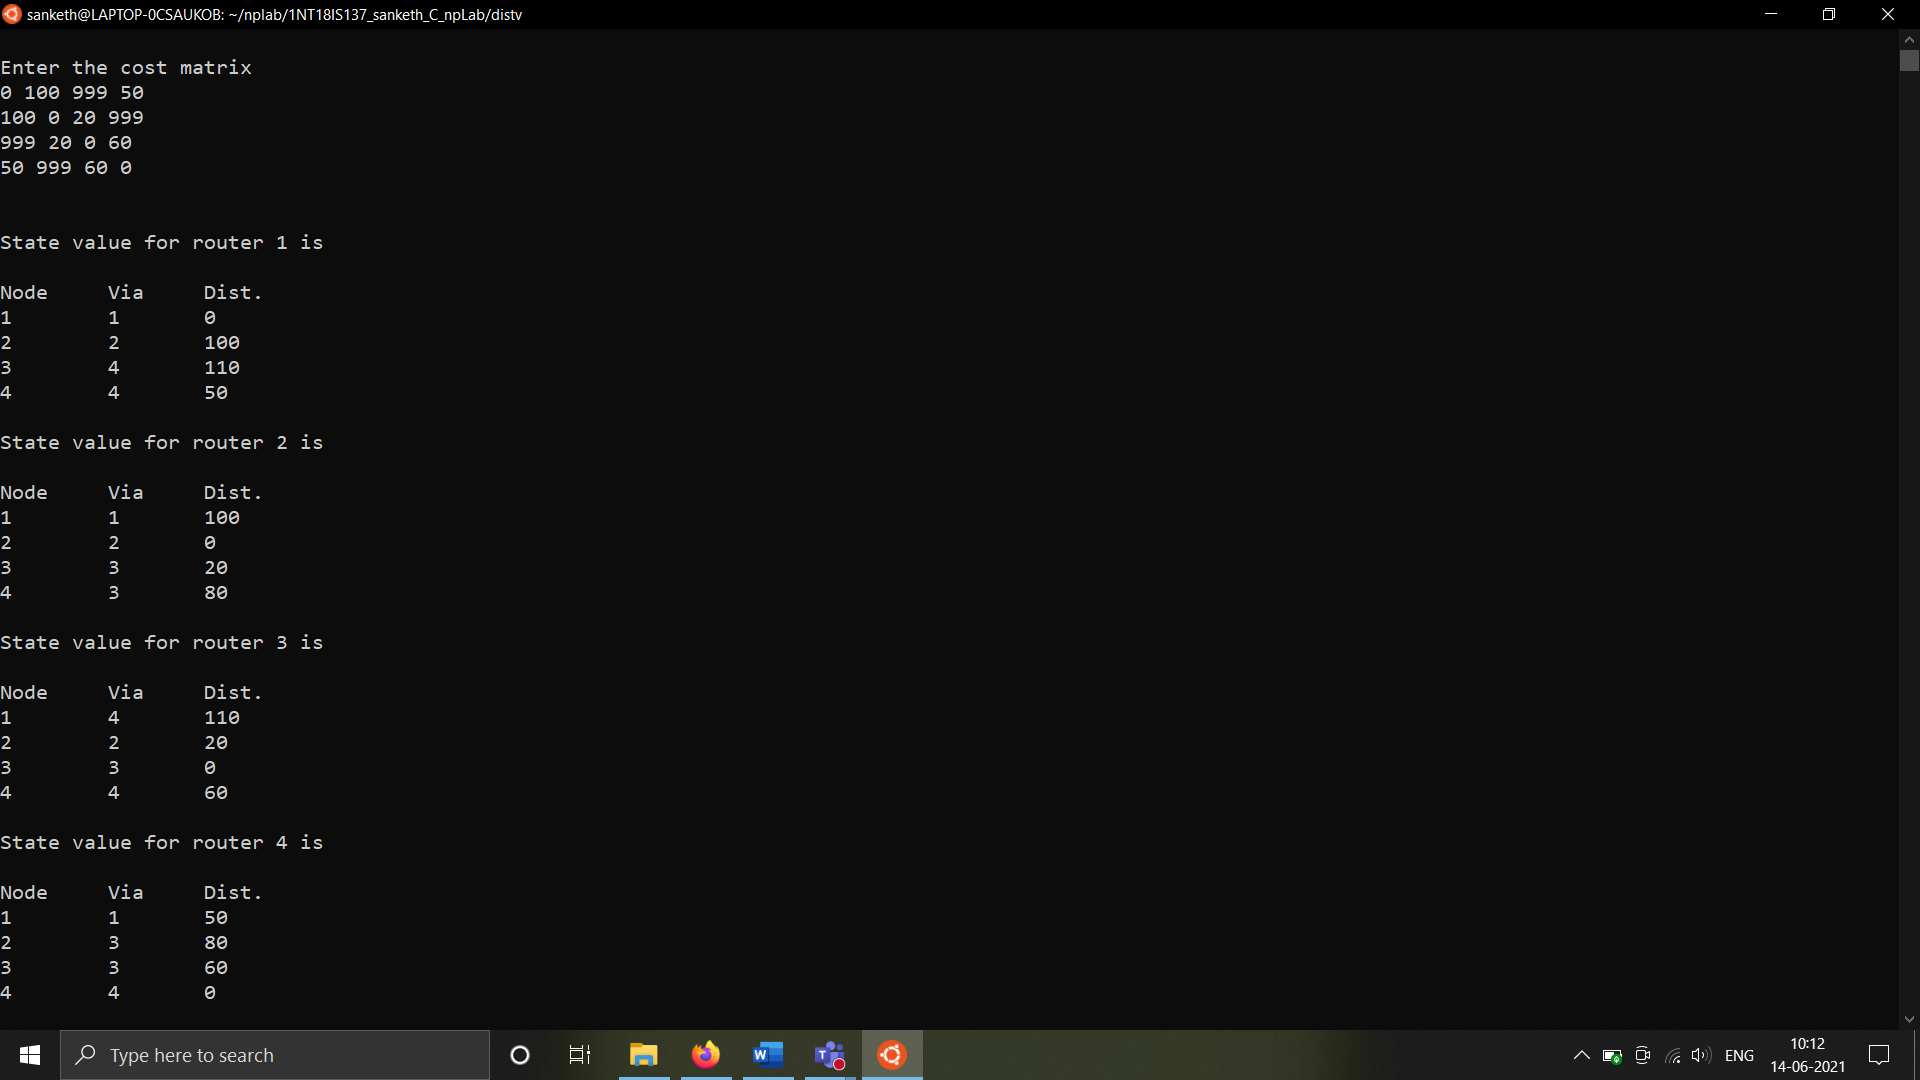 sanketh@LAPTOP-0CSAUKOB: ~/nplab/1NT18IS137_sanketh_C_npLab/distv
Enter the cost matrix
0 100 999 50
100 0 20 999
999 20 0 60
50 999 60 0
State value for router 1 is
Node Via Dist.
1 1 0
2 2 100
3 4 110
4 4 50
State value for router 2 is
Node Via Dist.
1 1 100
2 2 0
3 3 20
4 3 80
State value for router 3 is
Node Via Dist.
1 4 110
2 2 20
3 3 0
4 4 60
State value for router 4 is
Node Via Dist.
1 1 50
2 3 80
3 3 60
4 4 0
Type here to search
ENG
10:12
14-06-2021